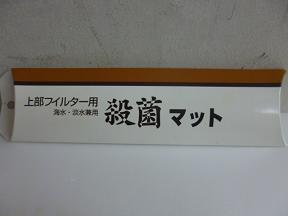 上部フィルター用
海水・淡水兼用
殺菌マット